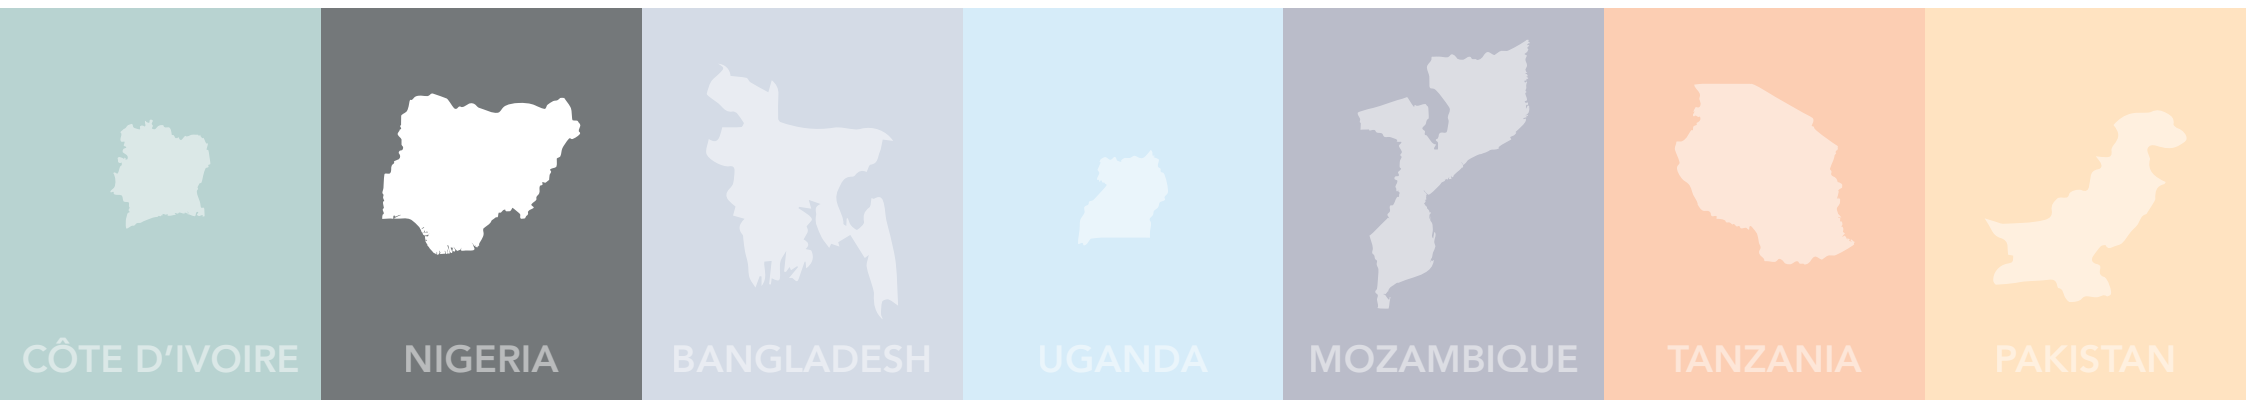 CÔTE D’IVOIRE
NIGERIA
BANGLADESH
UGANDA
MOZAMBIQUE
TANZANIA
PAKISTAN